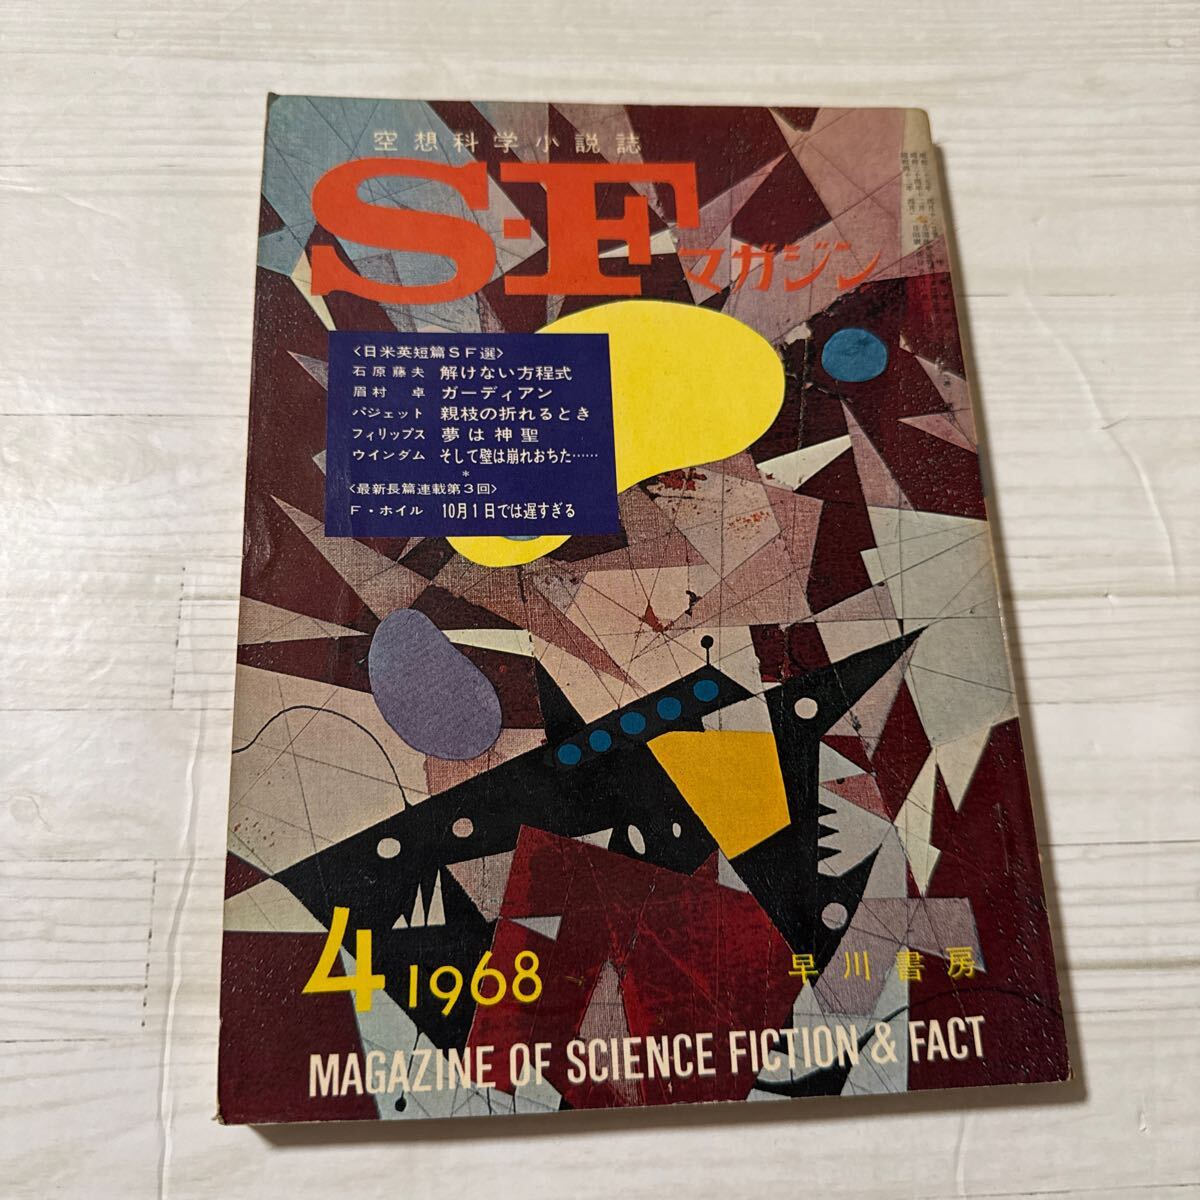 空想科学小説誌
S-Fマガジン
〈日米英短篇SF選〉
石原藤夫 解けない方程式
眉村 卓 ガーディアン
パジェット 親枝の折れるとき
フィリップス 夢は神聖
ウインダム そして壁は崩れおちた……
*
〈最新長篇連載第3回〉
F・ホイル 10月1日では遅すぎる
4 1968
早川書房
MAGAZINE OF SCIENCE FICTION & FACT